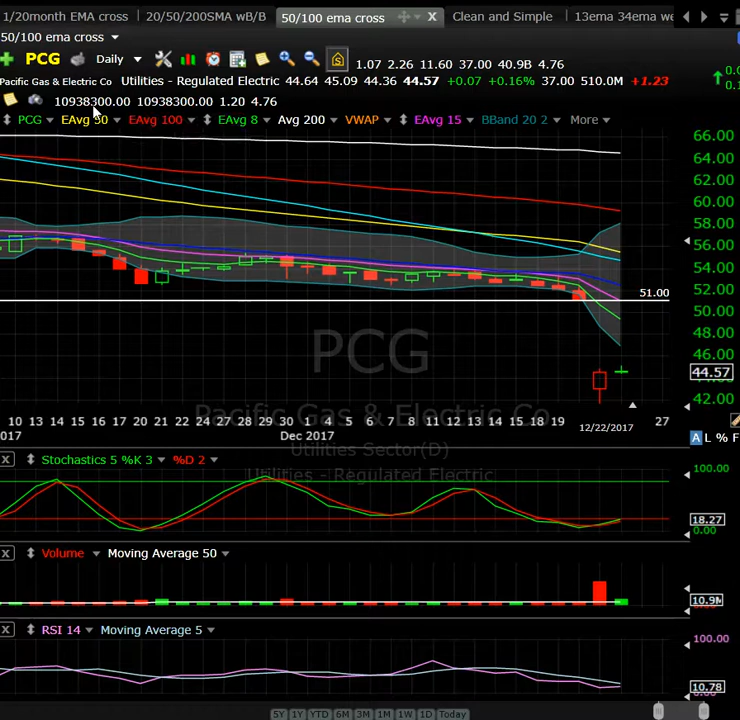 1/20month EMA cross 20/50/200SMA wB/B 50/100 ema cross X Clean and Simple 13ema 34ema we
50/100 ema cross
PCG Daily 1.07 2.26 11.60 37.00 40.9B 4.76
Pacific Gas & Electric Co Utilities - Regulated Electric 44.64 45.09 44.36 44.57 +0.07 +0.16% 37.00 510.0M +1.23
10938300.00 10938300.00 1.20 4.76
PCG EAvg 50 EAvg 100 EAvg 8 Avg 200 VWAP EAvg 15 BBand 20 2 More
66.00
64.00
62.00
60.00
58.00
56.00
54.00
51.00
52.00
50.00
48.00
PCG
46.00
44.57
42.00
Pacific Gas & Electric Co
10 13 14 15 16 17 20 21 22 24 27 28 29 30 1 4 5 6 7 8 11 12 13 14 15 18 19 12/22/2017 27
2017 Dec 2017
A L % F
Utilities Sector(D)
Utilities - Regulated Electric
X Stochastics 5 %K 3 %D 2
100.00
18.27
X Volume Moving Average 50
10.9M
X RSI 14 Moving Average 5
100.00
10.78
5Y 1Y YTD 6M 3M 1M 1W 1D Today